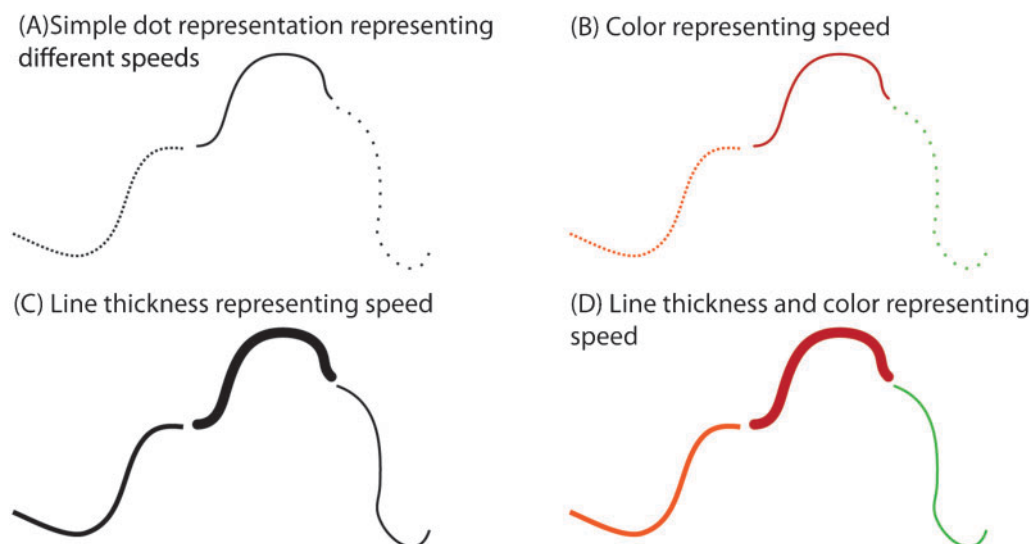 (A)Simple dot representation representing
different speeds
(B) Color representing speed
(C) Line thickness representing speed
(D) Line thickness and color representing
speed